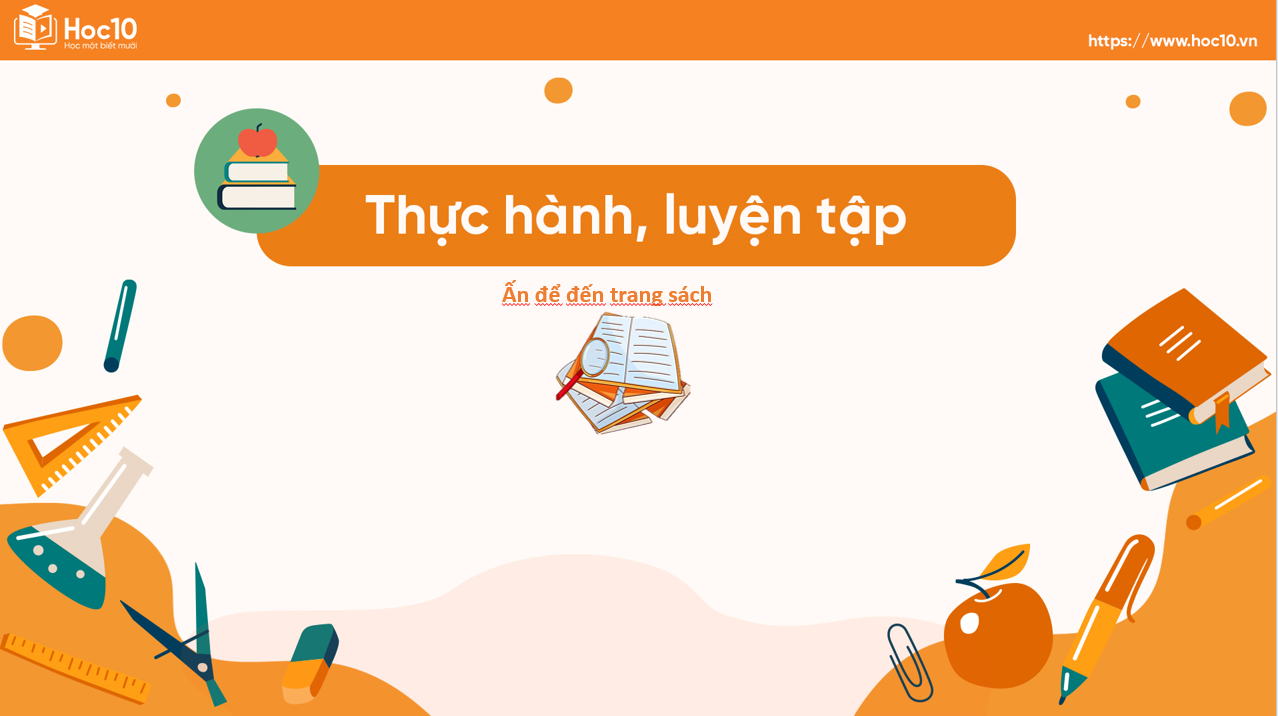 Hoc10
Học một biết mười
https://www.hoc10.vn
Thực hành, luyện tập
Ấn để đến trang sách